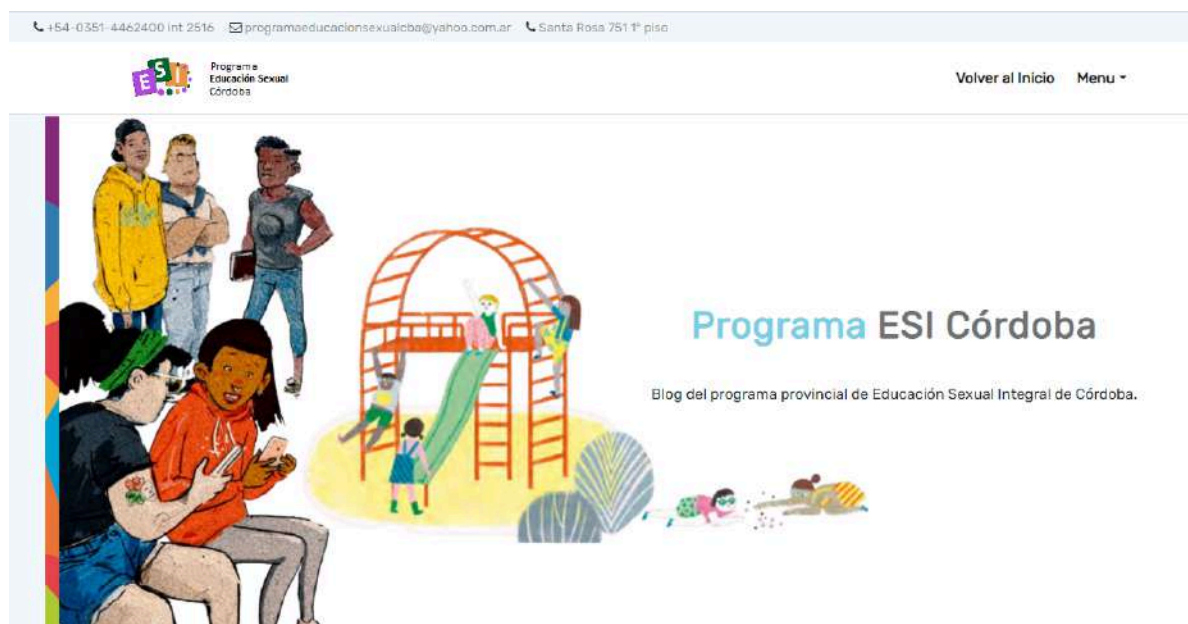 +54-0351-4462400 int 2516 programaeducacionsexualcba@yahoo.com.ar Santa Rosa 751 1° piso
ESI
Programa
Educación Sexual
Córdoba
Volver al Inicio Menu
Programa ESI Córdoba
Blog del programa provincial de Educación Sexual Integral de Córdoba.